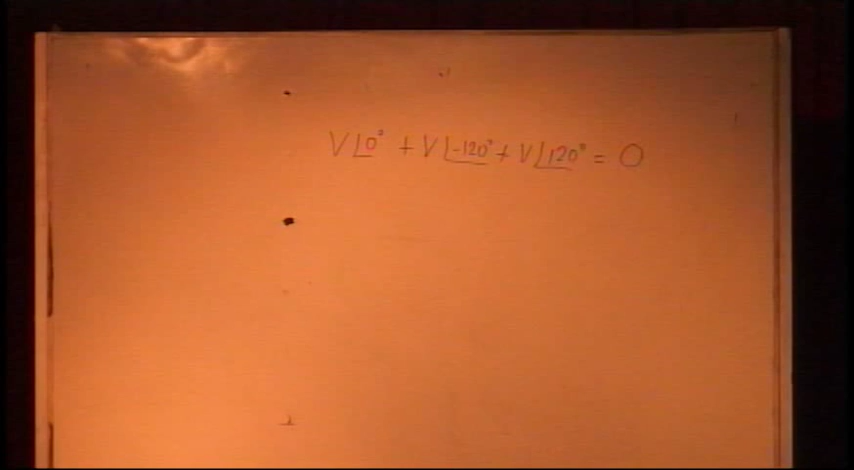 V∠0° + V∠-120° + V∠120° = 0